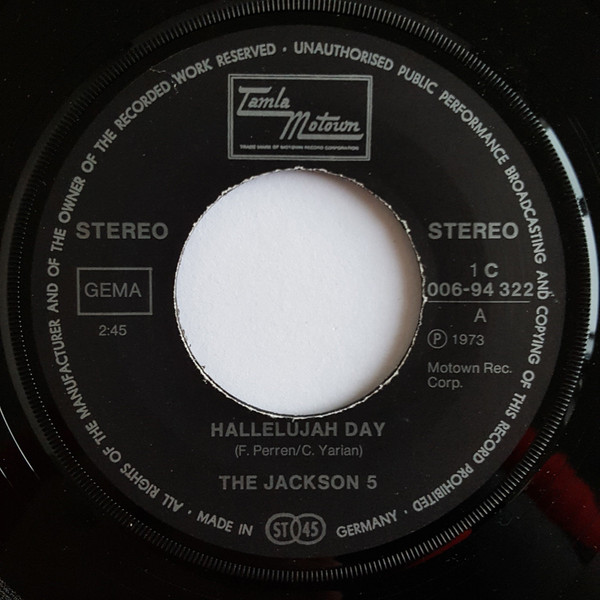 ALL RIGHTS OF THE MANUFACTURER AND OF THE OWNER OF THE RECORDED WORK RESERVED · UNAUTHORISED PUBLIC PERFORMANCE BROADCASTING AND COPYING OF THIS RECORD PROHIBITED ·
Tamla
Motown
TRADE MARK OF MOTOWN RECORD CORPORATION
STEREO
STEREO
GEMA
2:45
1 C
006-94 322
A
Ⓟ 1973
Motown Rec.
Corp.
HALLELUJAH DAY
(F. Perren/C. Yarian)
THE JACKSON 5
MADE IN ST 45 GERMANY ·